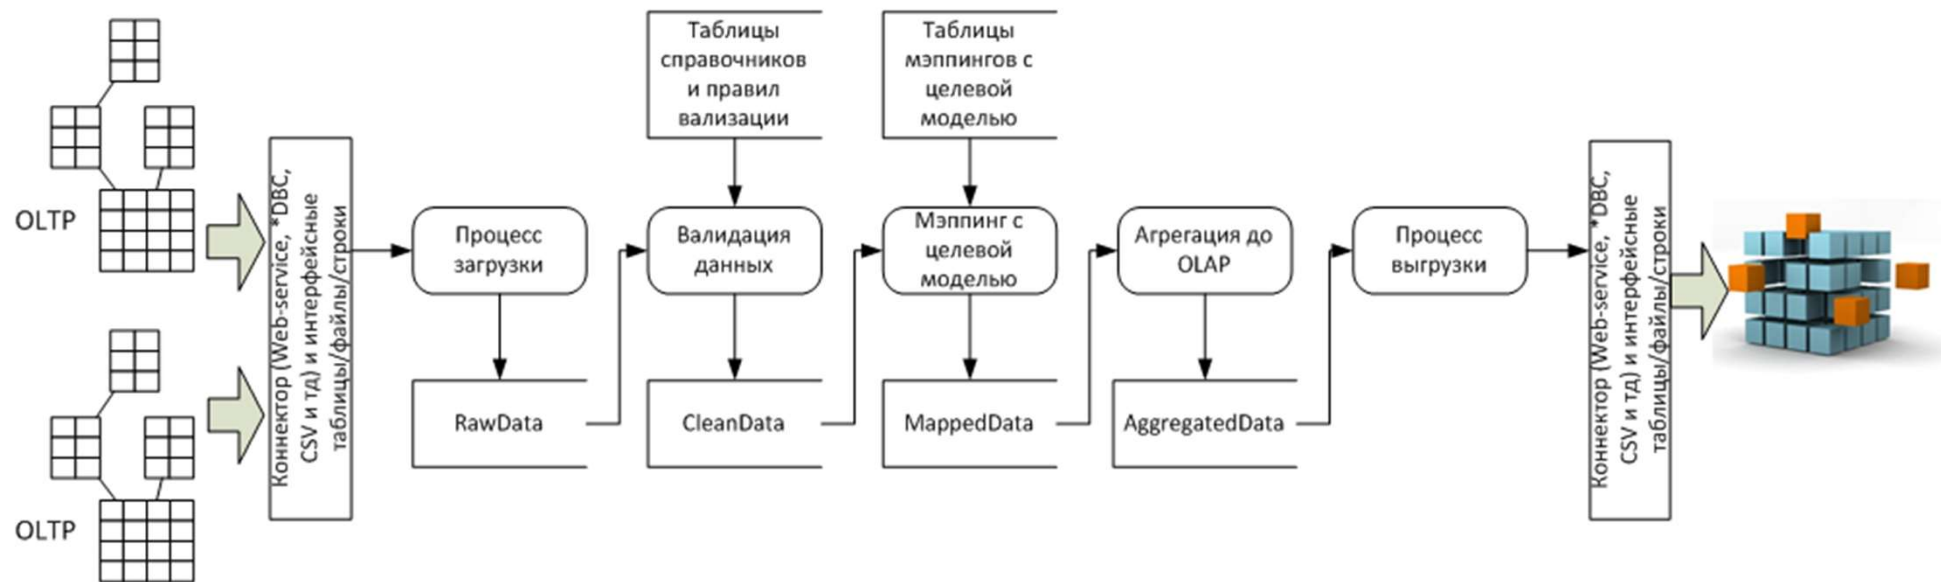 OLTP
OLTP
Коннектор (Web-service, *DBC,
CSV и тд) и интерфейсные
таблицы/файлы/строки
Процесс
загрузки
RawData
Таблицы
справочников
и правил
вализации
Валидация
данных
CleanData
Таблицы
мэппингов с
целевой
моделью
Мэппинг с
целевой
моделью
MappedData
Агрегация до
OLAP
AggregatedData
Процесс
выгрузки
Коннектор (Web-service, *DBC,
CSV и тд) и интерфейсные
таблицы/файлы/строки